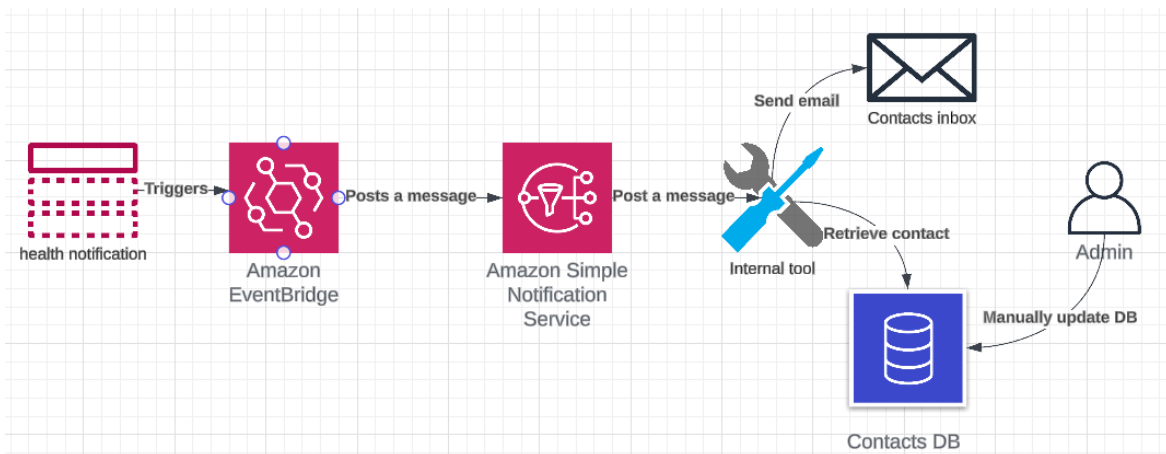 Send email
Contacts inbox
Triggers
Posts a message
Post a message
health notification
Amazon
EventBridge
Amazon Simple
Notification
Service
Internal tool
Retrieve contact
Admin
Manually update DB
Contacts DB